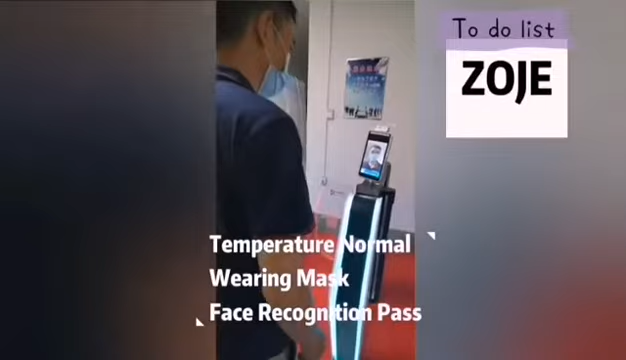 To do list
ZOJE
Temperature Normal
Wearing Mask
Face Recognition Pass